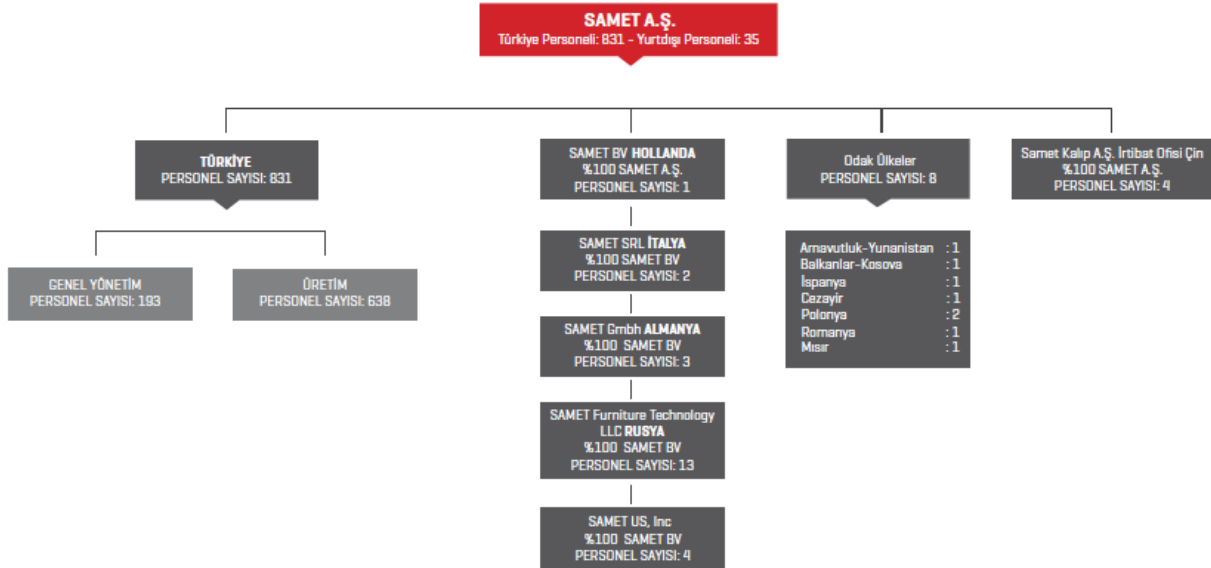 SAMET A.Ş.
Türkiye Personeli: 831 - Yurtdışı Personeli: 35
TÜRKİYE
PERSONEL SAYISI: 831
GENEL YÖNETİM
PERSONEL SAYISI: 193
ÜRETİM
PERSONEL SAYISI: 638
SAMET BV HOLLANDA
%100 SAMET A.Ş.
PERSONEL SAYISI: 1
SAMET SRL İTALYA
%100 SAMET BV
PERSONEL SAYISI: 2
SAMET Gmbh ALMANYA
%100 SAMET BV
PERSONEL SAYISI: 3
SAMET Furniture Technology
LLC RUSYA
%100 SAMET BV
PERSONEL SAYISI: 13
SAMET US, Inc
%100 SAMET BV
PERSONEL SAYISI: 4
Odak Ülkeler
PERSONEL SAYISI: 8
Arnavutluk-Yunanistan : 1
Balkanlar-Kosova : 1
İspanya : 1
Cezayir : 1
Polonya : 2
Romanya : 1
Mısır : 1
Samet Kalıp A.Ş. İrtibat Ofisi Çin
%100 SAMET A.Ş.
PERSONEL SAYISI: 4